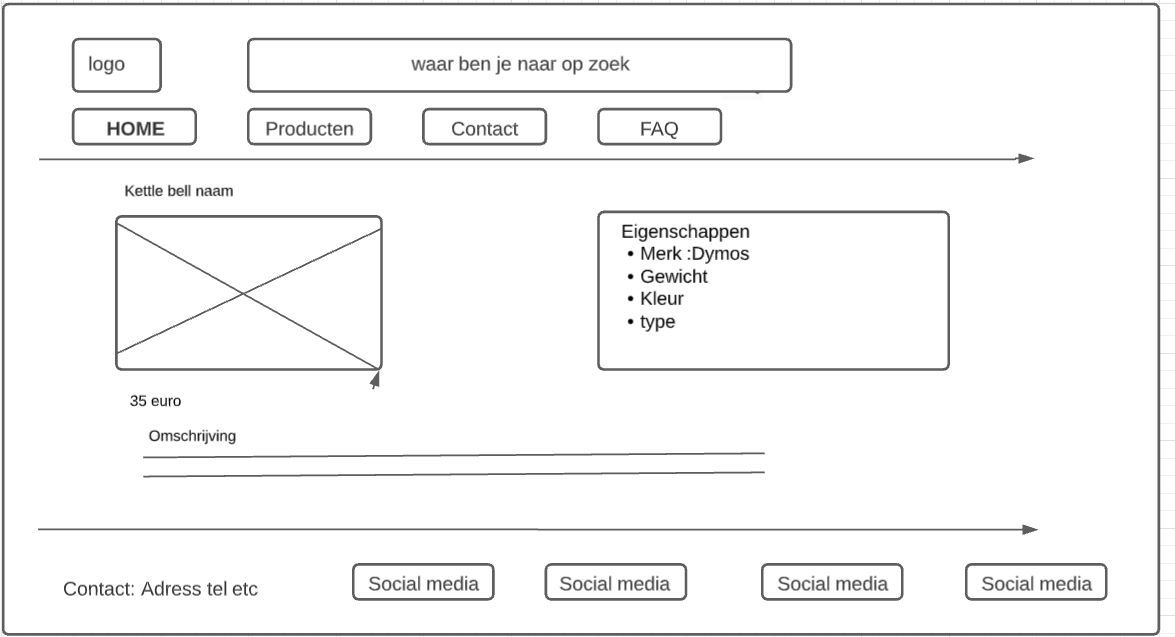 logo
waar ben je naar op zoek
HOME
Producten
Contact
FAQ
Kettle bell naam
Eigenschappen
• Merk :Dymos
• Gewicht
• Kleur
• type
35 euro
Omschrijving
Contact: Adress tel etc
Social media
Social media
Social media
Social media